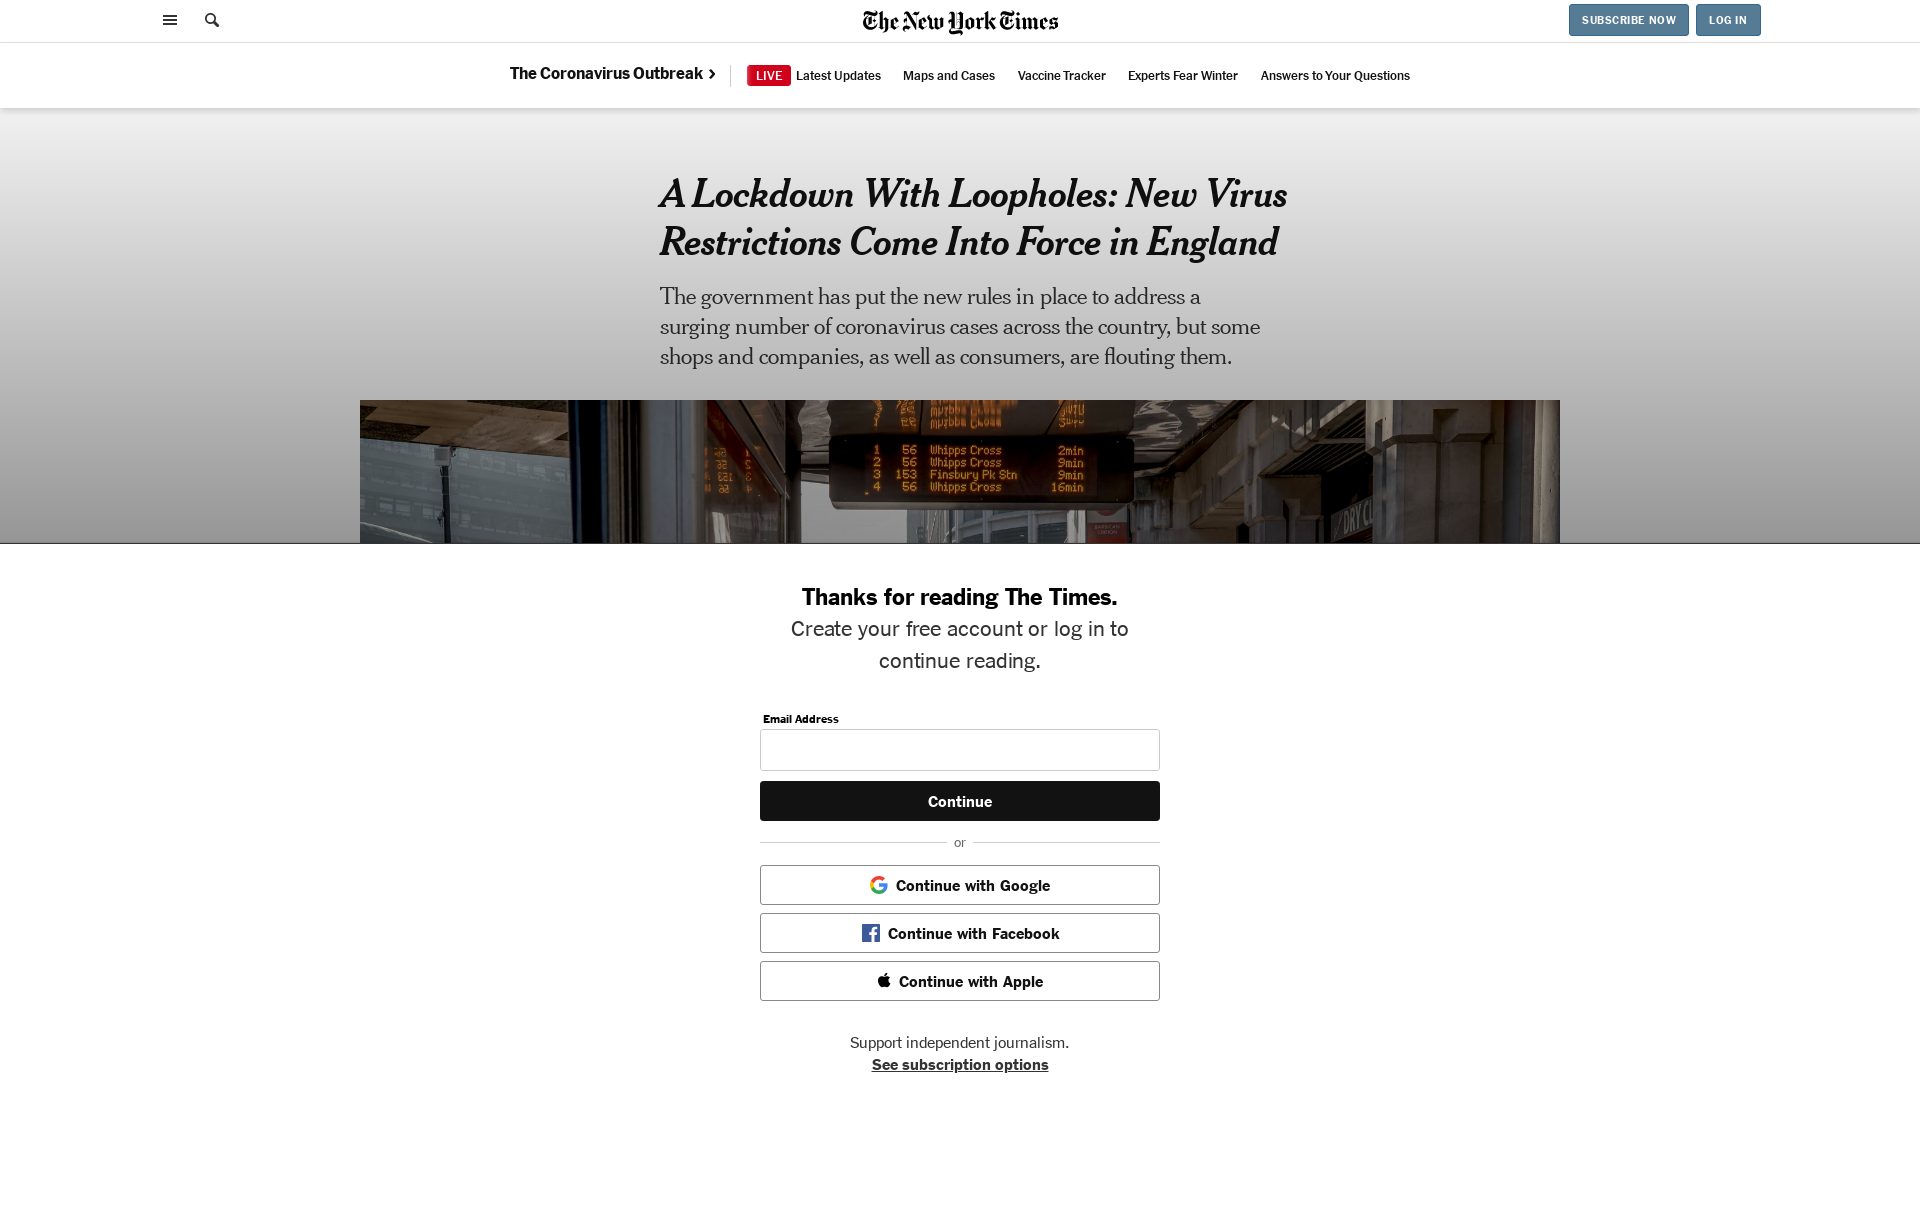 The New York Times
SUBSCRIBE NOW
LOG IN
The Coronavirus Outbreak ›
LIVE Latest Updates
Maps and Cases
Vaccine Tracker
Experts Fear Winter
Answers to Your Questions
A Lockdown With Loopholes: New Virus
Restrictions Come Into Force in England
The government has put the new rules in place to address a
surging number of coronavirus cases across the country, but some
shops and companies, as well as consumers, are flouting them.
1 56 Whipps Cross 2min
2 56 Whipps Cross 9min
3 153 Finsbury Pk Stn 9min
4 56 Whipps Cross 16min
BARBICAN
LONDON
DRY C
Thanks for reading The Times.
Create your free account or log in to
continue reading.
Email Address
Continue
or
Continue with Google
Continue with Facebook
Continue with Apple
Support independent journalism.
See subscription options